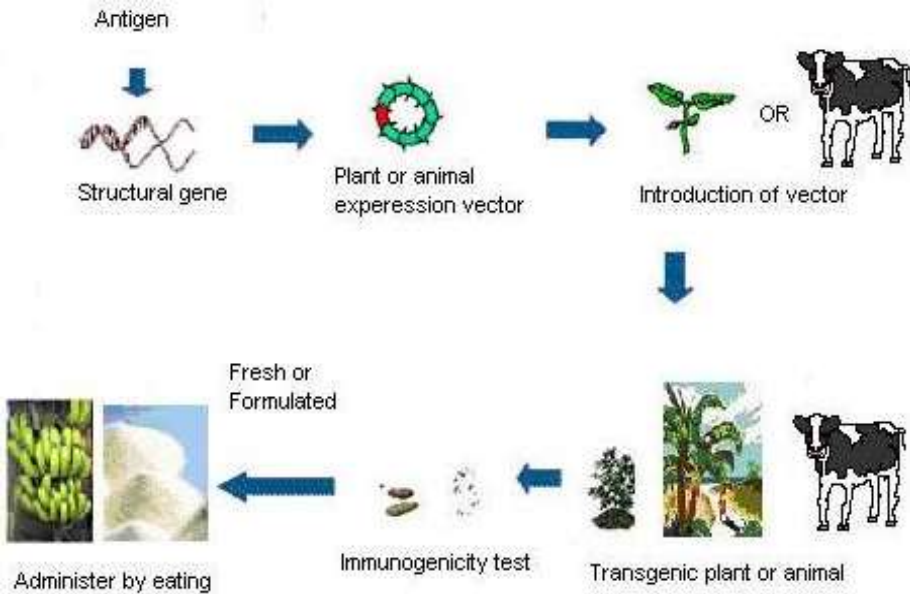 Antigen
Structural gene
Plant or animal
experession vector
OR
Introduction of vector
Fresh or
Formulated
Administer by eating
Immunogenicity test
Transgenic plant or animal